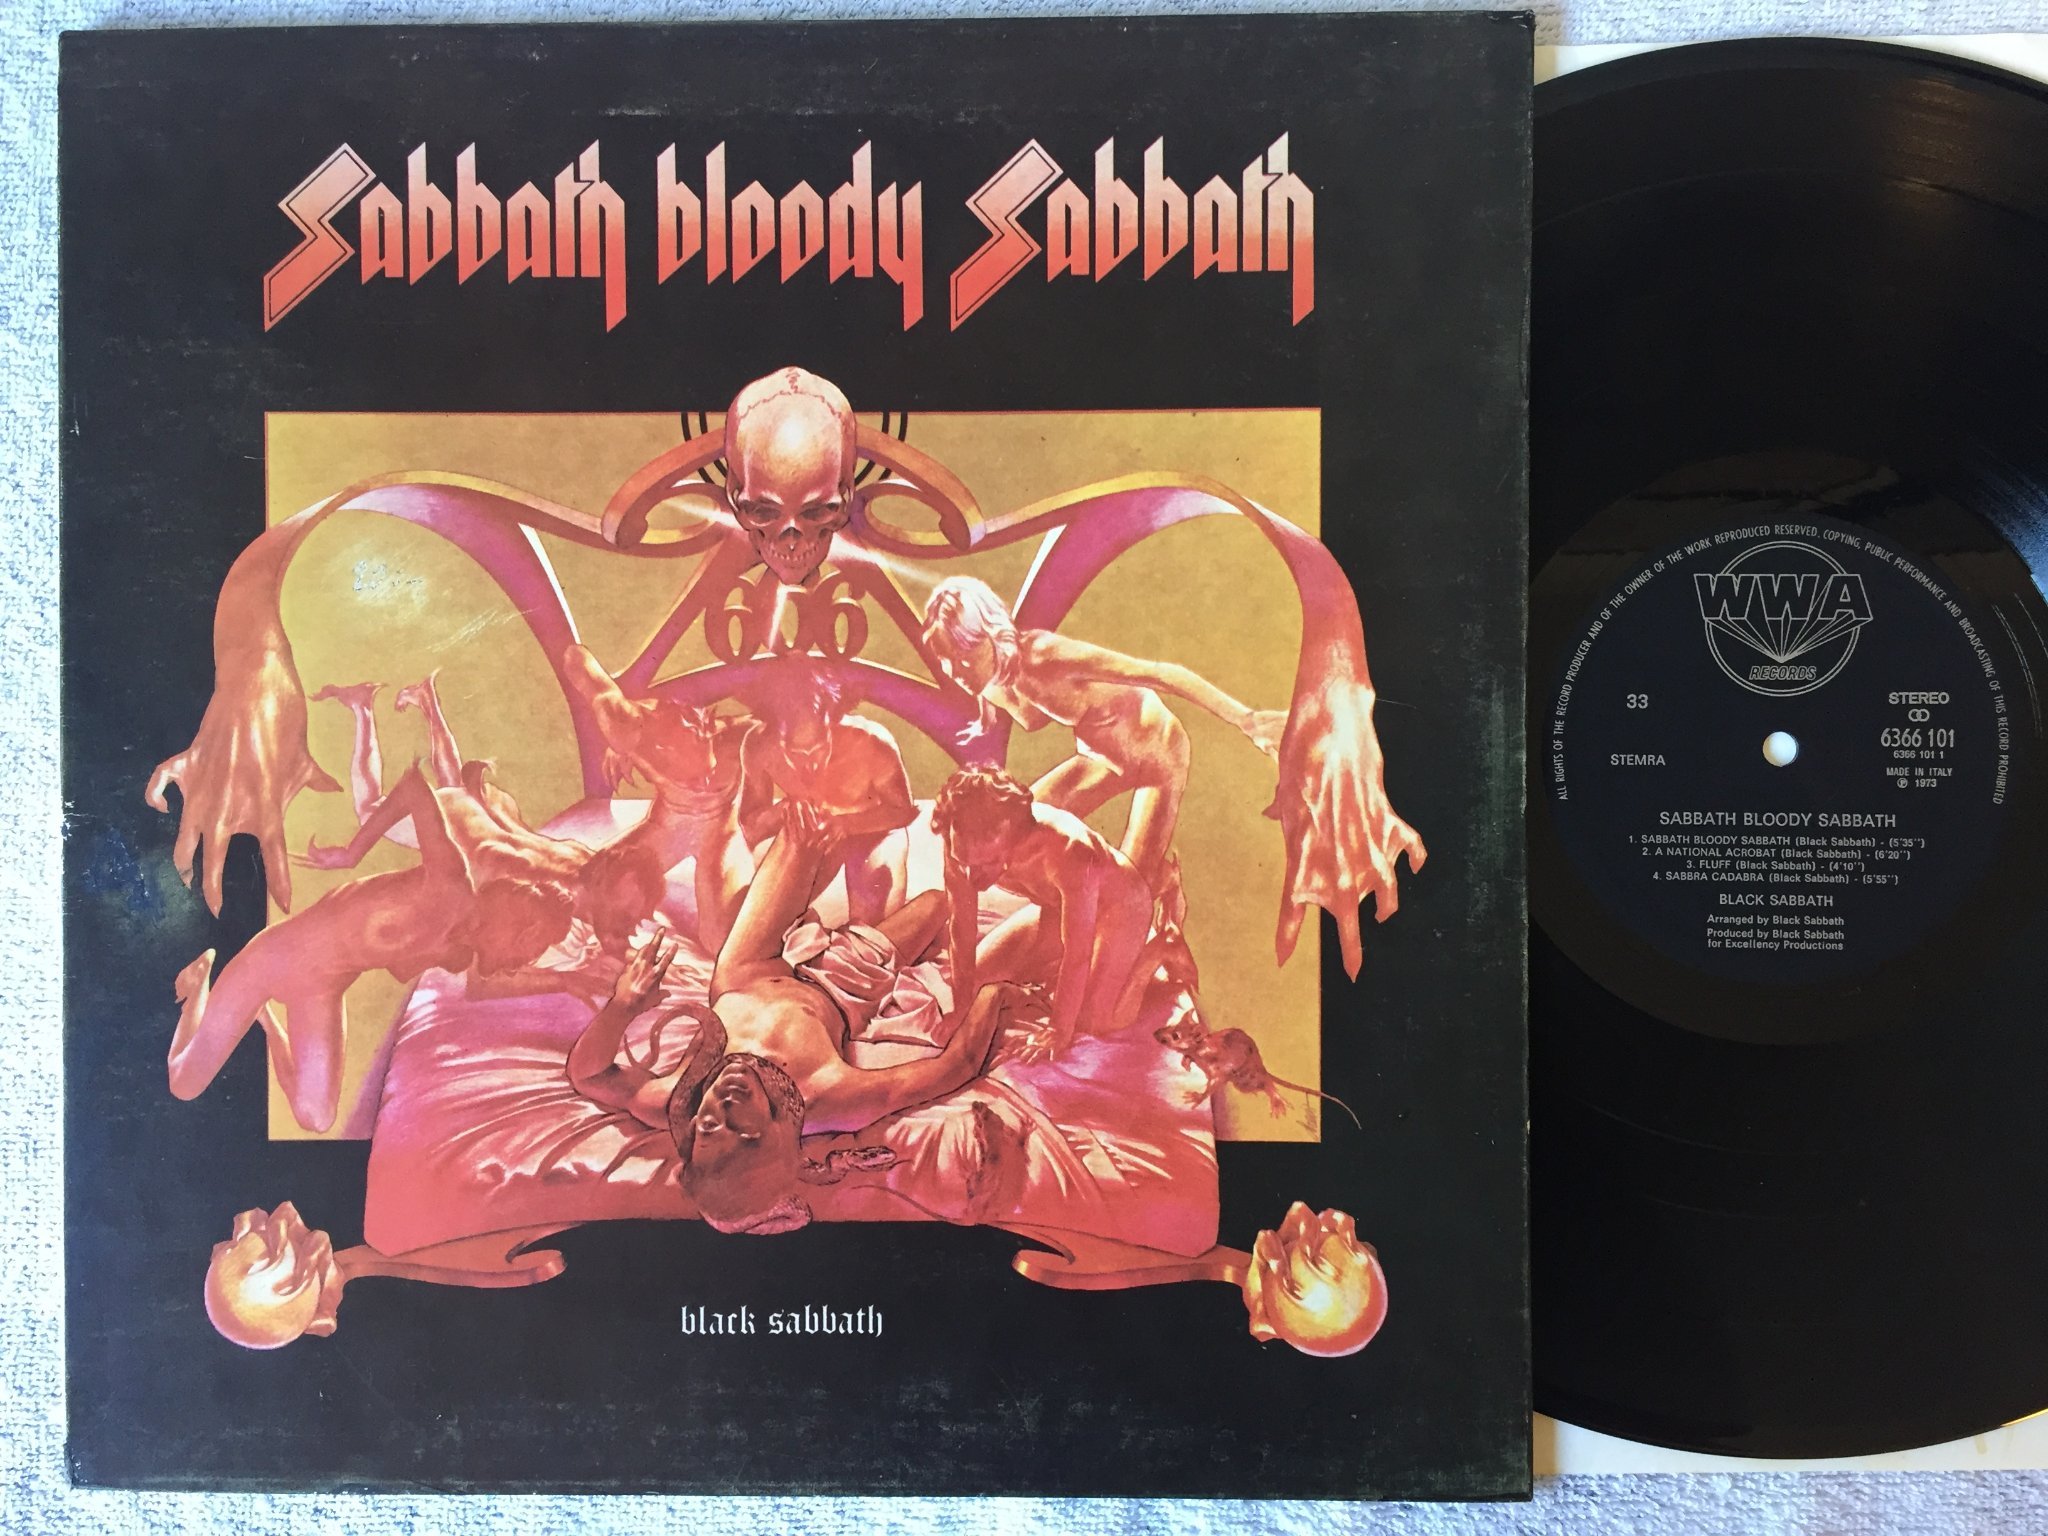 Sabbath bloody Sabbath
666
black sabbath
ALL RIGHTS OF THE RECORD PRODUCER AND OF THE OWNER OF THE WORK REPRODUCED RESERVED. COPYING, PUBLIC PERFORMANCE AND BROADCASTING OF THIS RECORD PROHIBITED
WWA
RECORDS
33
STEREO
6366 101
6366 101 1
STEMRA
MADE IN ITALY
℗ 1973
SABBATH BLOODY SABBATH
1. SABBATH BLOODY SABBATH (Black Sabbath) - (5'35'')
2. A NATIONAL ACROBAT (Black Sabbath) - (6'20'')
3. FLUFF (Black Sabbath) - (4'10'')
4. SABBRA CADABRA (Black Sabbath) - (5'55'')
BLACK SABBATH
Arranged by Black Sabbath
Produced by Black Sabbath
for Excellency Productions